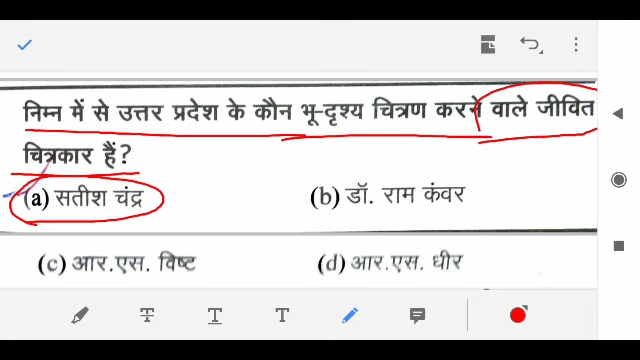 निम्न में से उत्तर प्रदेश के कौन भू-दृश्य चित्रण करने वाले जीवित
चित्रकार हैं?
(a) सतीश चंद्र (b) डॉ. राम कंवर
(c) आर.एस. विष्ट (d) आर.एस. धीर